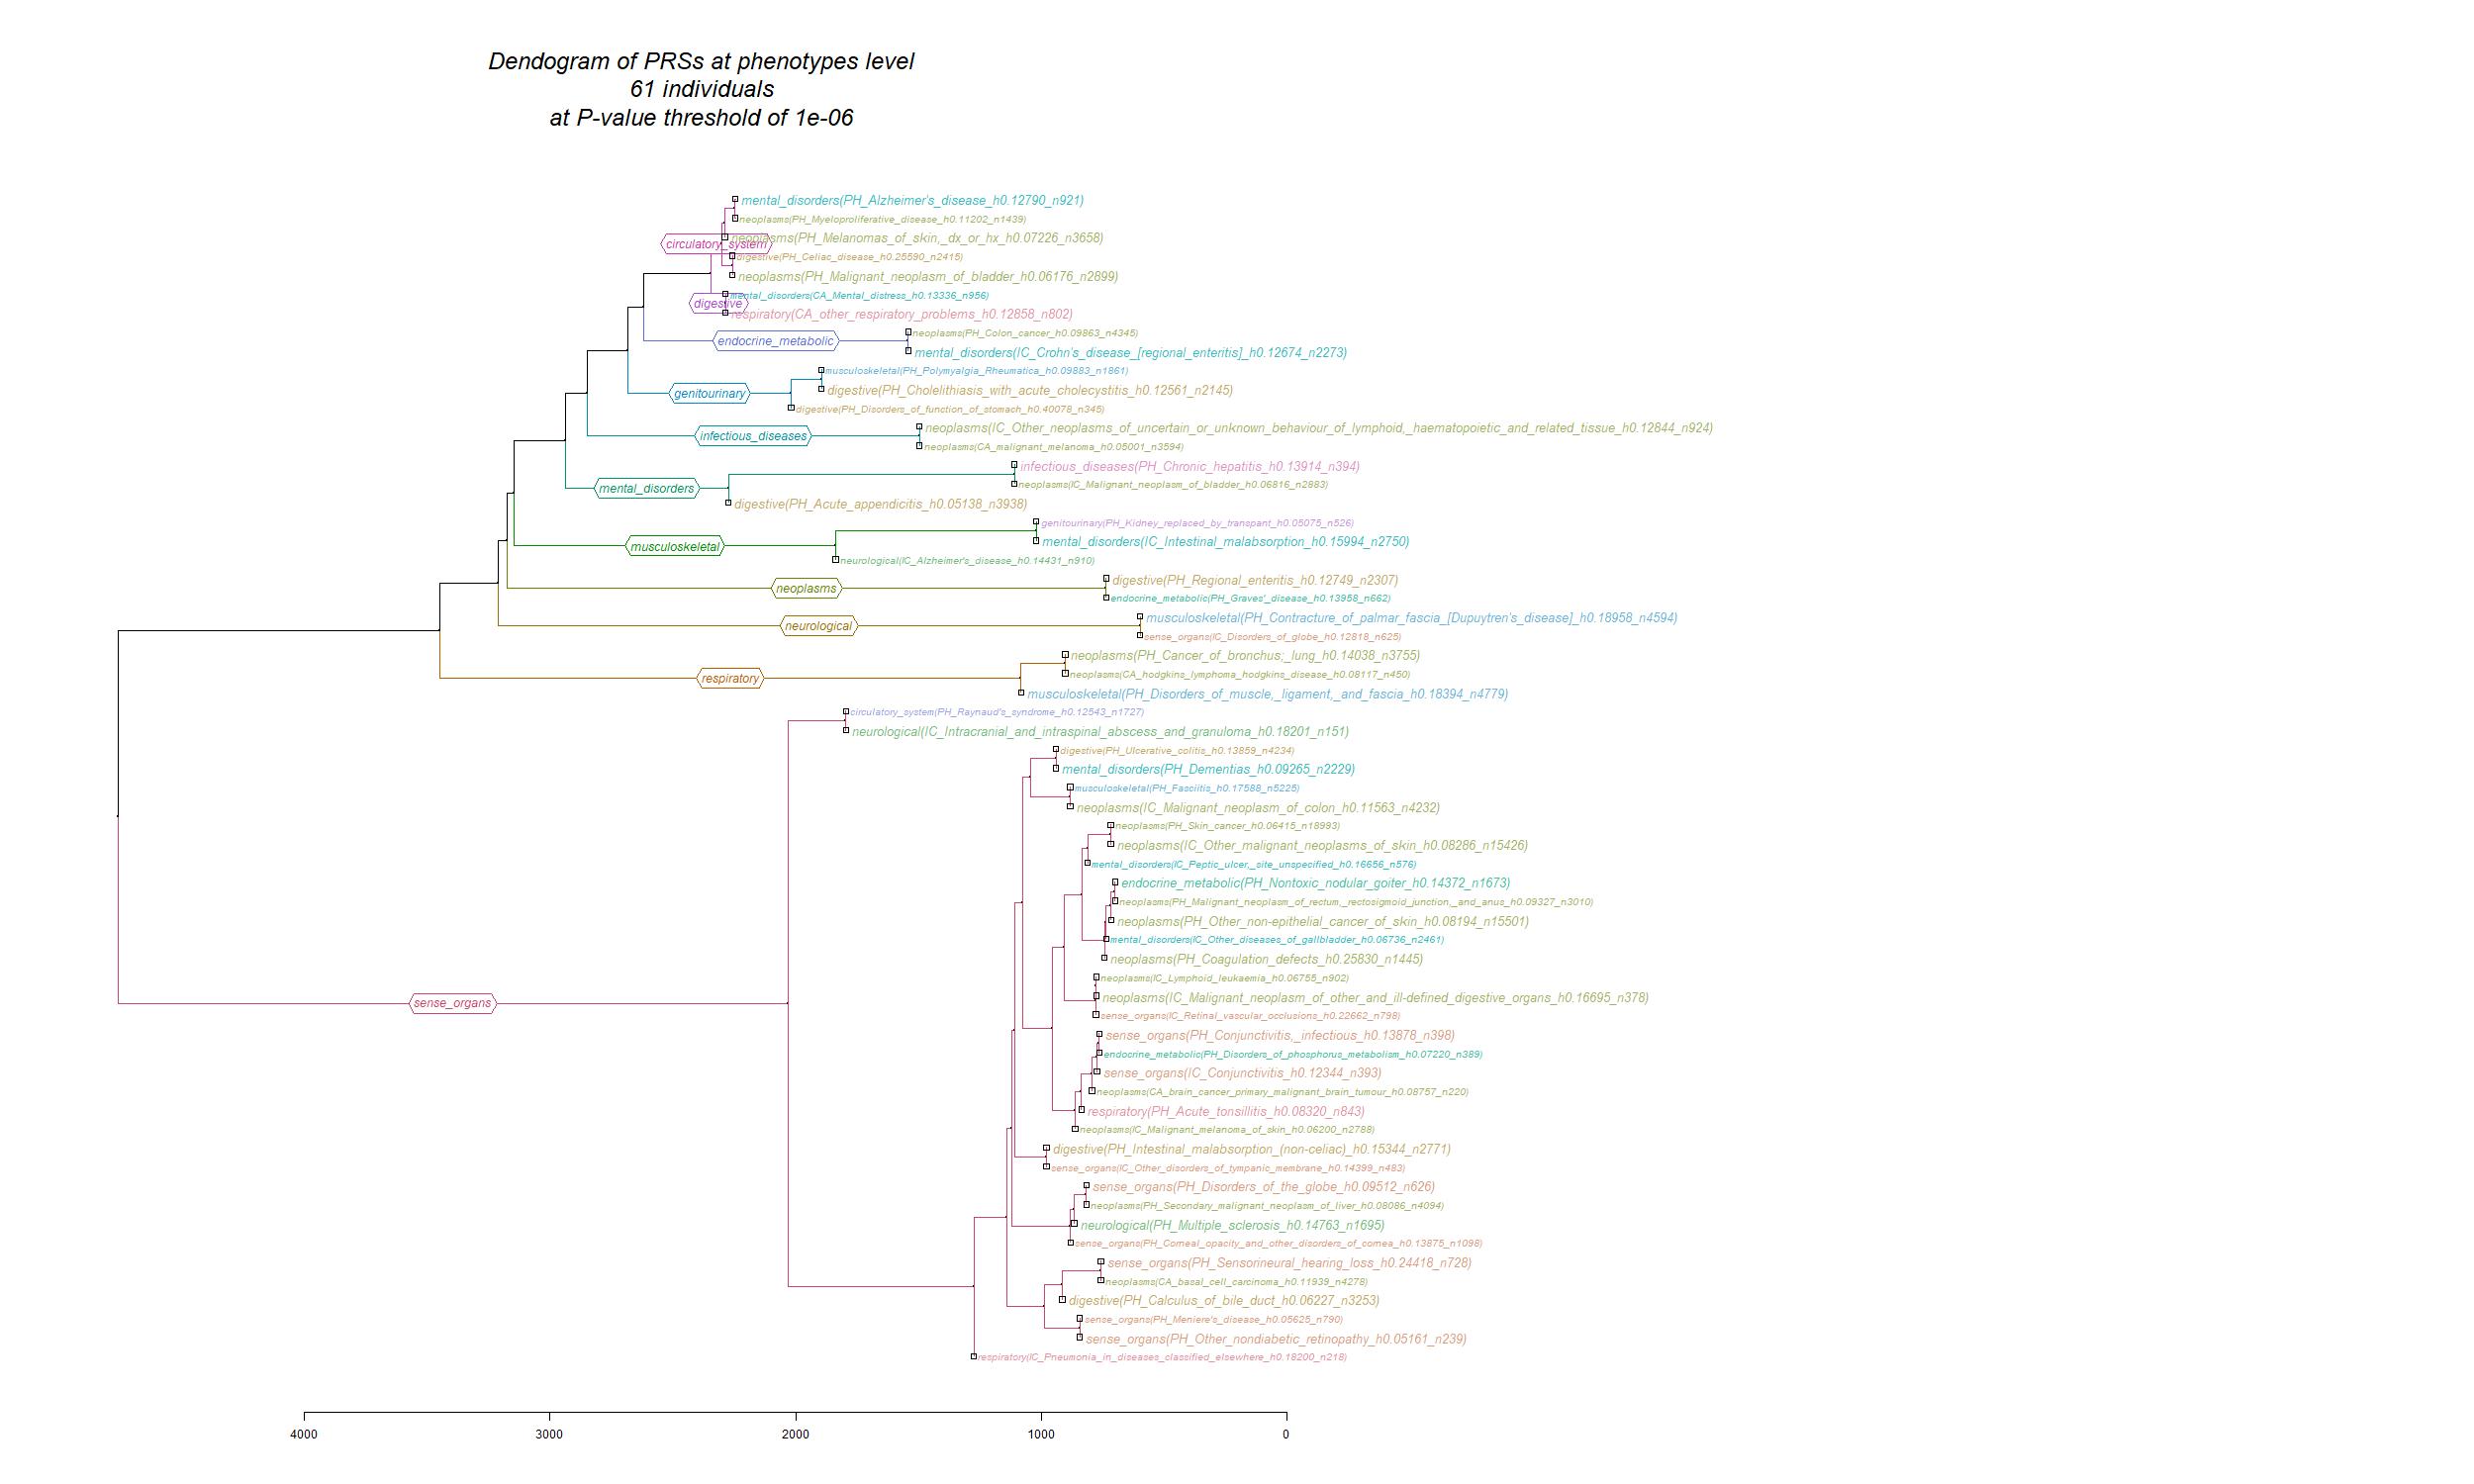 Dendogram of PRSs at phenotypes level
61 individuals
at P-value threshold of 1e-06
mental_disorders(PH_Alzheimer's_disease_h0.12790_n921)
neoplasms(PH_Myeloproliferative_disease_h0.11202_n1439)
neoplasms(PH_Melanomas_of_skin,_dx_or_hx_h0.07226_n3658)
circulatory_system
digestive(PH_Celiac_disease_h0.25590_n2415)
neoplasms(PH_Malignant_neoplasm_of_bladder_h0.06176_n2899)
mental_disorders(CA_Mental_distress_h0.13336_n956)
digestive
respiratory(CA_other_respiratory_problems_h0.12858_n802)
neoplasms(PH_Colon_cancer_h0.09863_n4345)
endocrine_metabolic
mental_disorders(IC_Crohn's_disease_[regional_enteritis]_h0.12674_n2273)
musculoskeletal(PH_Polymyalgia_Rheumatica_h0.09883_n1861)
digestive(PH_Cholelithiasis_with_acute_cholecystitis_h0.12561_n2145)
genitourinary
digestive(PH_Disorders_of_function_of_stomach_h0.40078_n345)
neoplasms(IC_Other_neoplasms_of_uncertain_or_unknown_behaviour_of_lymphoid,_haematopoietic_and_related_tissue_h0.12844_n924)
infectious_diseases
neoplasms(CA_malignant_melanoma_h0.05001_n3594)
infectious_diseases(PH_Chronic_hepatitis_h0.13914_n394)
neoplasms(IC_Malignant_neoplasm_of_bladder_h0.06816_n2883)
mental_disorders
digestive(PH_Acute_appendicitis_h0.05138_n3938)
genitourinary(PH_Kidney_replaced_by_transpant_h0.05075_n526)
mental_disorders(IC_Intestinal_malabsorption_h0.15994_n2750)
musculoskeletal
neurological(IC_Alzheimer's_disease_h0.14431_n910)
digestive(PH_Regional_enteritis_h0.12749_n2307)
neoplasms
endocrine_metabolic(PH_Graves'_disease_h0.13958_n662)
musculoskeletal(PH_Contracture_of_palmar_fascia_[Dupuytren's_disease]_h0.18958_n4594)
neurological
sense_organs(IC_Disorders_of_globe_h0.12818_n625)
neoplasms(PH_Cancer_of_bronchus;_lung_h0.14038_n3755)
neoplasms(CA_hodgkins_lymphoma_hodgkins_disease_h0.08117_n450)
respiratory
musculoskeletal(PH_Disorders_of_muscle,_ligament,_and_fascia_h0.18394_n4779)
circulatory_system(PH_Raynaud's_syndrome_h0.12543_n1727)
neurological(IC_Intracranial_and_intraspinal_abscess_and_granuloma_h0.18201_n151)
digestive(PH_Ulcerative_colitis_h0.13859_n4234)
mental_disorders(PH_Dementias_h0.09265_n2229)
musculoskeletal(PH_Fasciitis_h0.17588_n5225)
neoplasms(IC_Malignant_neoplasm_of_colon_h0.11563_n4232)
neoplasms(PH_Skin_cancer_h0.06415_n18993)
neoplasms(IC_Other_malignant_neoplasms_of_skin_h0.08286_n15426)
mental_disorders(IC_Peptic_ulcer,_site_unspecified_h0.16656_n576)
endocrine_metabolic(PH_Nontoxic_nodular_goiter_h0.14372_n1673)
neoplasms(PH_Malignant_neoplasm_of_rectum,_rectosigmoid_junction,_and_anus_h0.09327_n3010)
neoplasms(PH_Other_non-epithelial_cancer_of_skin_h0.08194_n15501)
mental_disorders(IC_Other_diseases_of_gallbladder_h0.06736_n2461)
neoplasms(PH_Coagulation_defects_h0.25830_n1445)
neoplasms(IC_Lymphoid_leukaemia_h0.06755_n902)
neoplasms(IC_Malignant_neoplasm_of_other_and_ill-defined_digestive_organs_h0.16695_n378)
sense_organs
sense_organs(IC_Retinal_vascular_occlusions_h0.22662_n798)
sense_organs(PH_Conjunctivitis,_infectious_h0.13878_n398)
endocrine_metabolic(PH_Disorders_of_phosphorus_metabolism_h0.07220_n389)
sense_organs(IC_Conjunctivitis_h0.12344_n393)
neoplasms(CA_brain_cancer_primary_malignant_brain_tumour_h0.08757_n220)
respiratory(PH_Acute_tonsillitis_h0.08320_n843)
neoplasms(IC_Malignant_melanoma_of_skin_h0.06200_n2788)
digestive(PH_Intestinal_malabsorption_(non-celiac)_h0.15344_n2771)
sense_organs(IC_Other_disorders_of_tympanic_membrane_h0.14399_n483)
sense_organs(PH_Disorders_of_the_globe_h0.09512_n626)
neoplasms(PH_Secondary_malignant_neoplasm_of_liver_h0.08086_n4094)
neurological(PH_Multiple_sclerosis_h0.14763_n1695)
sense_organs(PH_Corneal_opacity_and_other_disorders_of_cornea_h0.13875_n1098)
sense_organs(PH_Sensorineural_hearing_loss_h0.24418_n728)
neoplasms(CA_basal_cell_carcinoma_h0.11939_n4278)
digestive(PH_Calculus_of_bile_duct_h0.06227_n3253)
sense_organs(PH_Meniere's_disease_h0.05625_n790)
sense_organs(PH_Other_nondiabetic_retinopathy_h0.05161_n239)
respiratory(IC_Pneumonia_in_diseases_classified_elsewhere_h0.18200_n218)
4000 3000 2000 1000 0